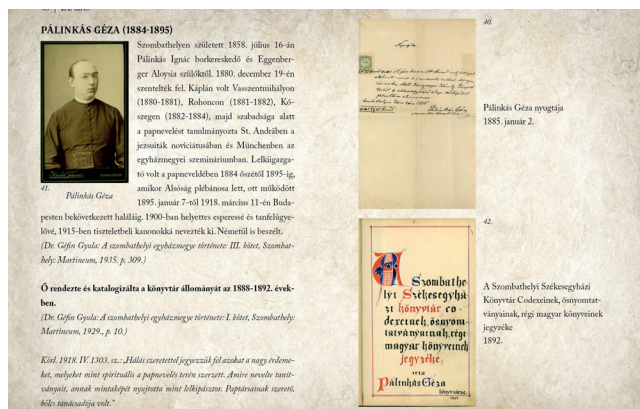 PÁLINKÁS GÉZA (1884-1895)
Szombathelyen született 1858. július 16-án
Pálinkás Ignác borkereskedő és Eggenber-
ger Aloysia szülőktől. 1880. december 19-én
szentelték fel. Káplán volt Vasszentmihályon
(1880-1881), Rohoncon (1881-1882), Kő-
szegen (1882-1884), majd szabadsága alatt
a papnevelést tanulmányozta St. Andräben a
jezsuiták noviciátusában és Münchenben az
egyházmegyei szemináriumban. Lelkiigazga-
tó volt a papneveldében 1884 őszétől 1895-ig,
amikor Alsóság plébánosa lett, ott működött
1895. január 7-től 1918. március 11-én Buda-
pesten bekövetkezett haláláig. 1900-ban helyettes esperessé és tanfelügye-
lővé, 1915-ben tiszteletbeli kanonokká nevezték ki. Németül is beszélt.
(Dr. Géfin Gyula: A szombathelyi egyházmegye története: III. kötet, Szombat-
hely: Martineum, 1935. p. 309.)
41.
Pálinkás Géza
Ő rendezte és katalogizálta a könyvtár állományát az 1888-1892. évek-
ben.
(Dr. Géfin Gyula: A szombathelyi egyházmegye története: I. kötet, Szombathely:
Martineum, 1929., p. 10.)
Körl. 1918. IV. 1303. sz.: „Hálás szeretettel jegyezzük fel azokat a nagy érdeme-
ket, melyeket mint spirituális a papnevelés terén szerzett. Amire nevelte tanít-
ványait, annak mintaképét nyujtotta mint lelkipásztor. Paptársainak szerető,
bölcs tanácsadója volt."
40.
Nyugta
Pálinkás Géza nyugtája
1885. január 2.
42.
A Szombathe-
lyi Székesegyhá-
zi könyvtár co-
dexeinek, ősnyom-
tatványainak, régi
magyar könyveinek
jegyzéke,
írta
Pálinkás Géza
könyvtáros.
A Szombathelyi Székesegyházi
Könyvtár Codexeinek, ősnyomtat-
ványainak, régi magyar könyveinek
jegyzéke
1892.